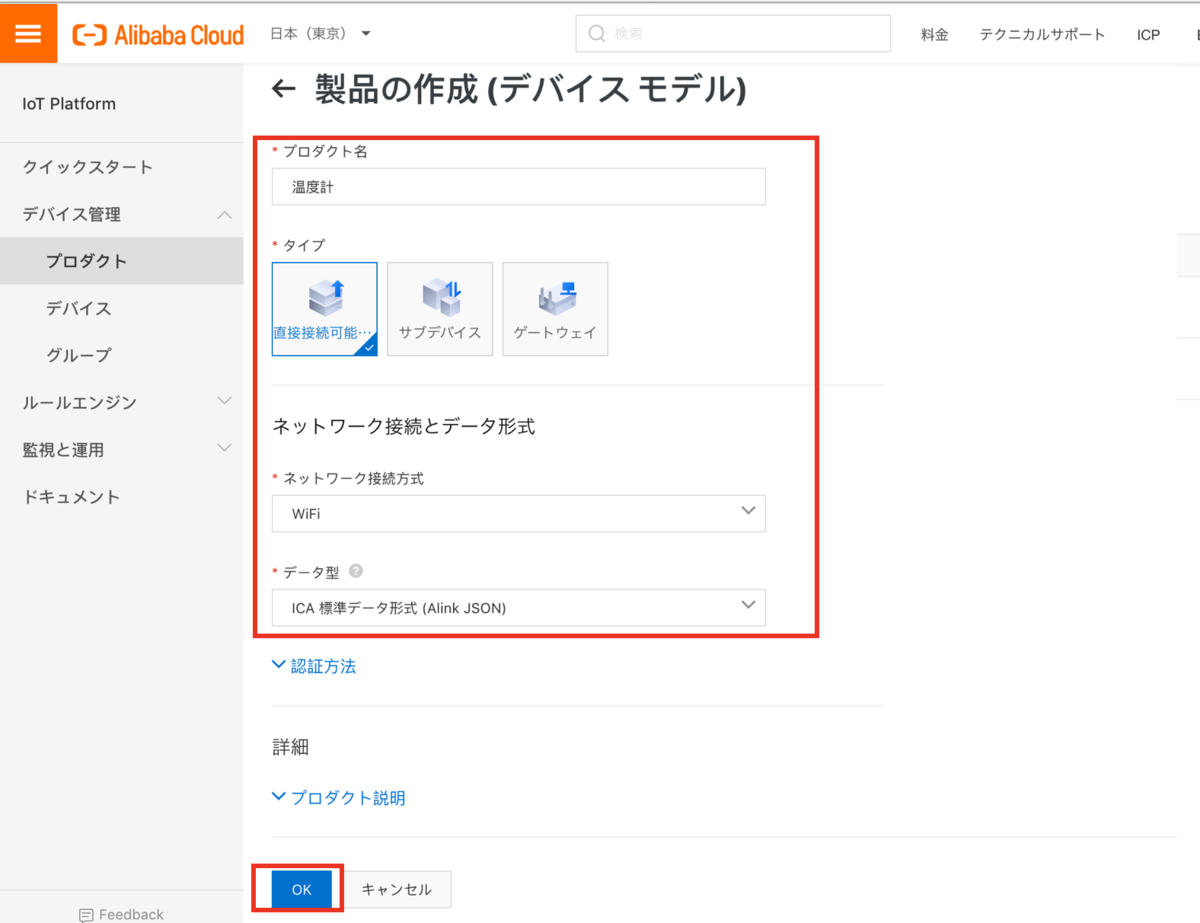 Alibaba Cloud
日本（東京）
検索
料金
テクニカルサポート
ICP
IoT Platform
クイックスタート
デバイス管理
プロダクト
デバイス
グループ
ルールエンジン
監視と運用
ドキュメント
Feedback
製品の作成 (デバイス モデル)
* プロダクト名
温度計
* タイプ
直接接続可能…
サブデバイス
ゲートウェイ
ネットワーク接続とデータ形式
* ネットワーク接続方式
WiFi
* データ型
ICA 標準データ形式 (Alink JSON)
認証方法
詳細
プロダクト説明
OK
キャンセル